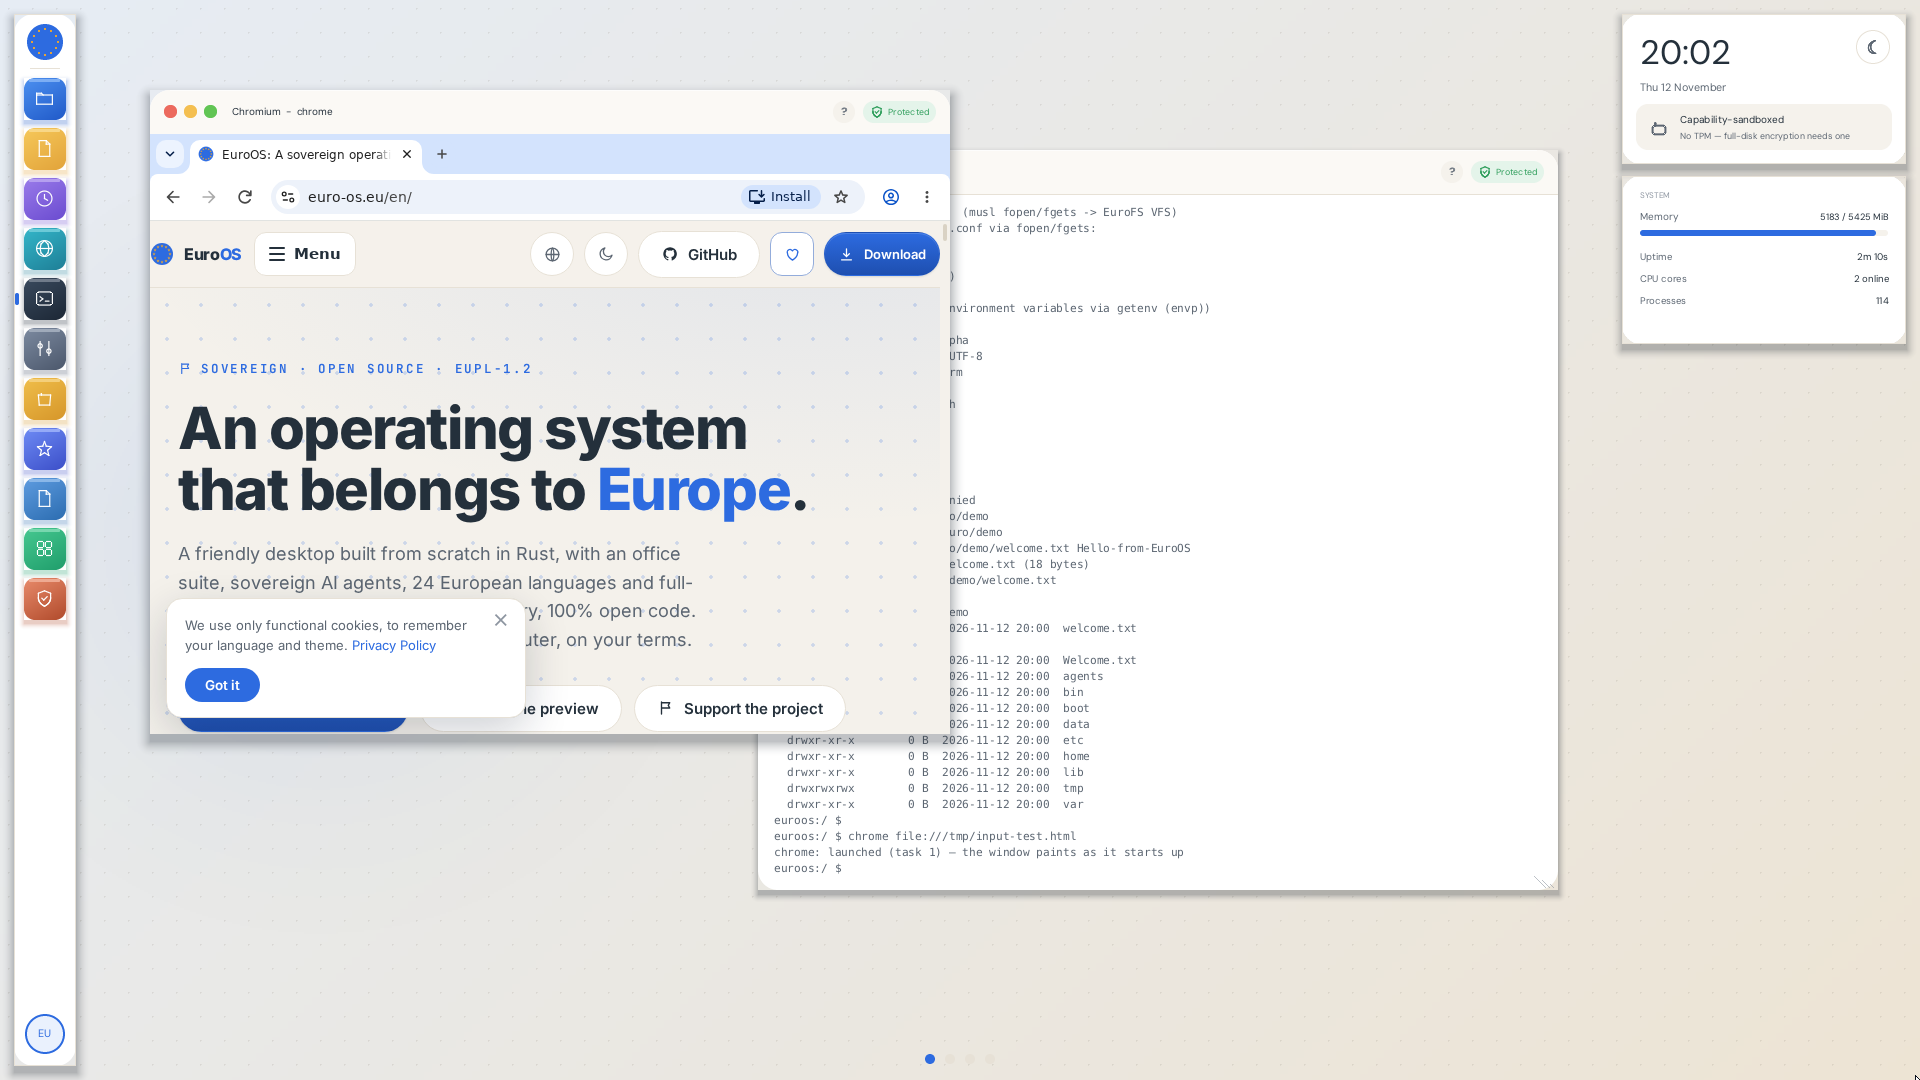 Chromium - chrome
?
Protected
EuroOS: A sovereign operati
euro-os.eu/en/
Install
EuroOS
Menu
GitHub
Download
SOVEREIGN · OPEN SOURCE · EUPL-1.2
An operating system
that belongs to Europe.
A friendly desktop built from scratch in Rust, with an office
suite, sovereign AI agents, 24 European languages and full-
, 100% open code.
, on your terms.
We use only functional cookies, to remember
your language and theme. Privacy Policy
Got it
preview
Support the project
?
Protected
(musl fopen/fgets -> EuroFS VFS)
.conf via fopen/fgets:
)
nvironment variables via getenv (envp))
pha
UTF-8
rm
h
nied
o/demo
uro/demo
o/demo/welcome.txt Hello-from-EuroOS
elcome.txt (18 bytes)
demo/welcome.txt
emo
026-11-12 20:00 welcome.txt
026-11-12 20:00 Welcome.txt
026-11-12 20:00 agents
026-11-12 20:00 bin
026-11-12 20:00 boot
026-11-12 20:00 data
drwxr-xr-x 0 B 2026-11-12 20:00 etc
drwxr-xr-x 0 B 2026-11-12 20:00 home
drwxr-xr-x 0 B 2026-11-12 20:00 lib
drwxrwxrwx 0 B 2026-11-12 20:00 tmp
drwxr-xr-x 0 B 2026-11-12 20:00 var
euroos:/ $
euroos:/ $ chrome file:///tmp/input-test.html
chrome: launched (task 1) — the window paints as it starts up
euroos:/ $
20:02
Thu 12 November
Capability-sandboxed
No TPM — full-disk encryption needs one
SYSTEM
Memory 5183 / 5425 MiB
Uptime 2m 10s
CPU cores 2 online
Processes 114
EU